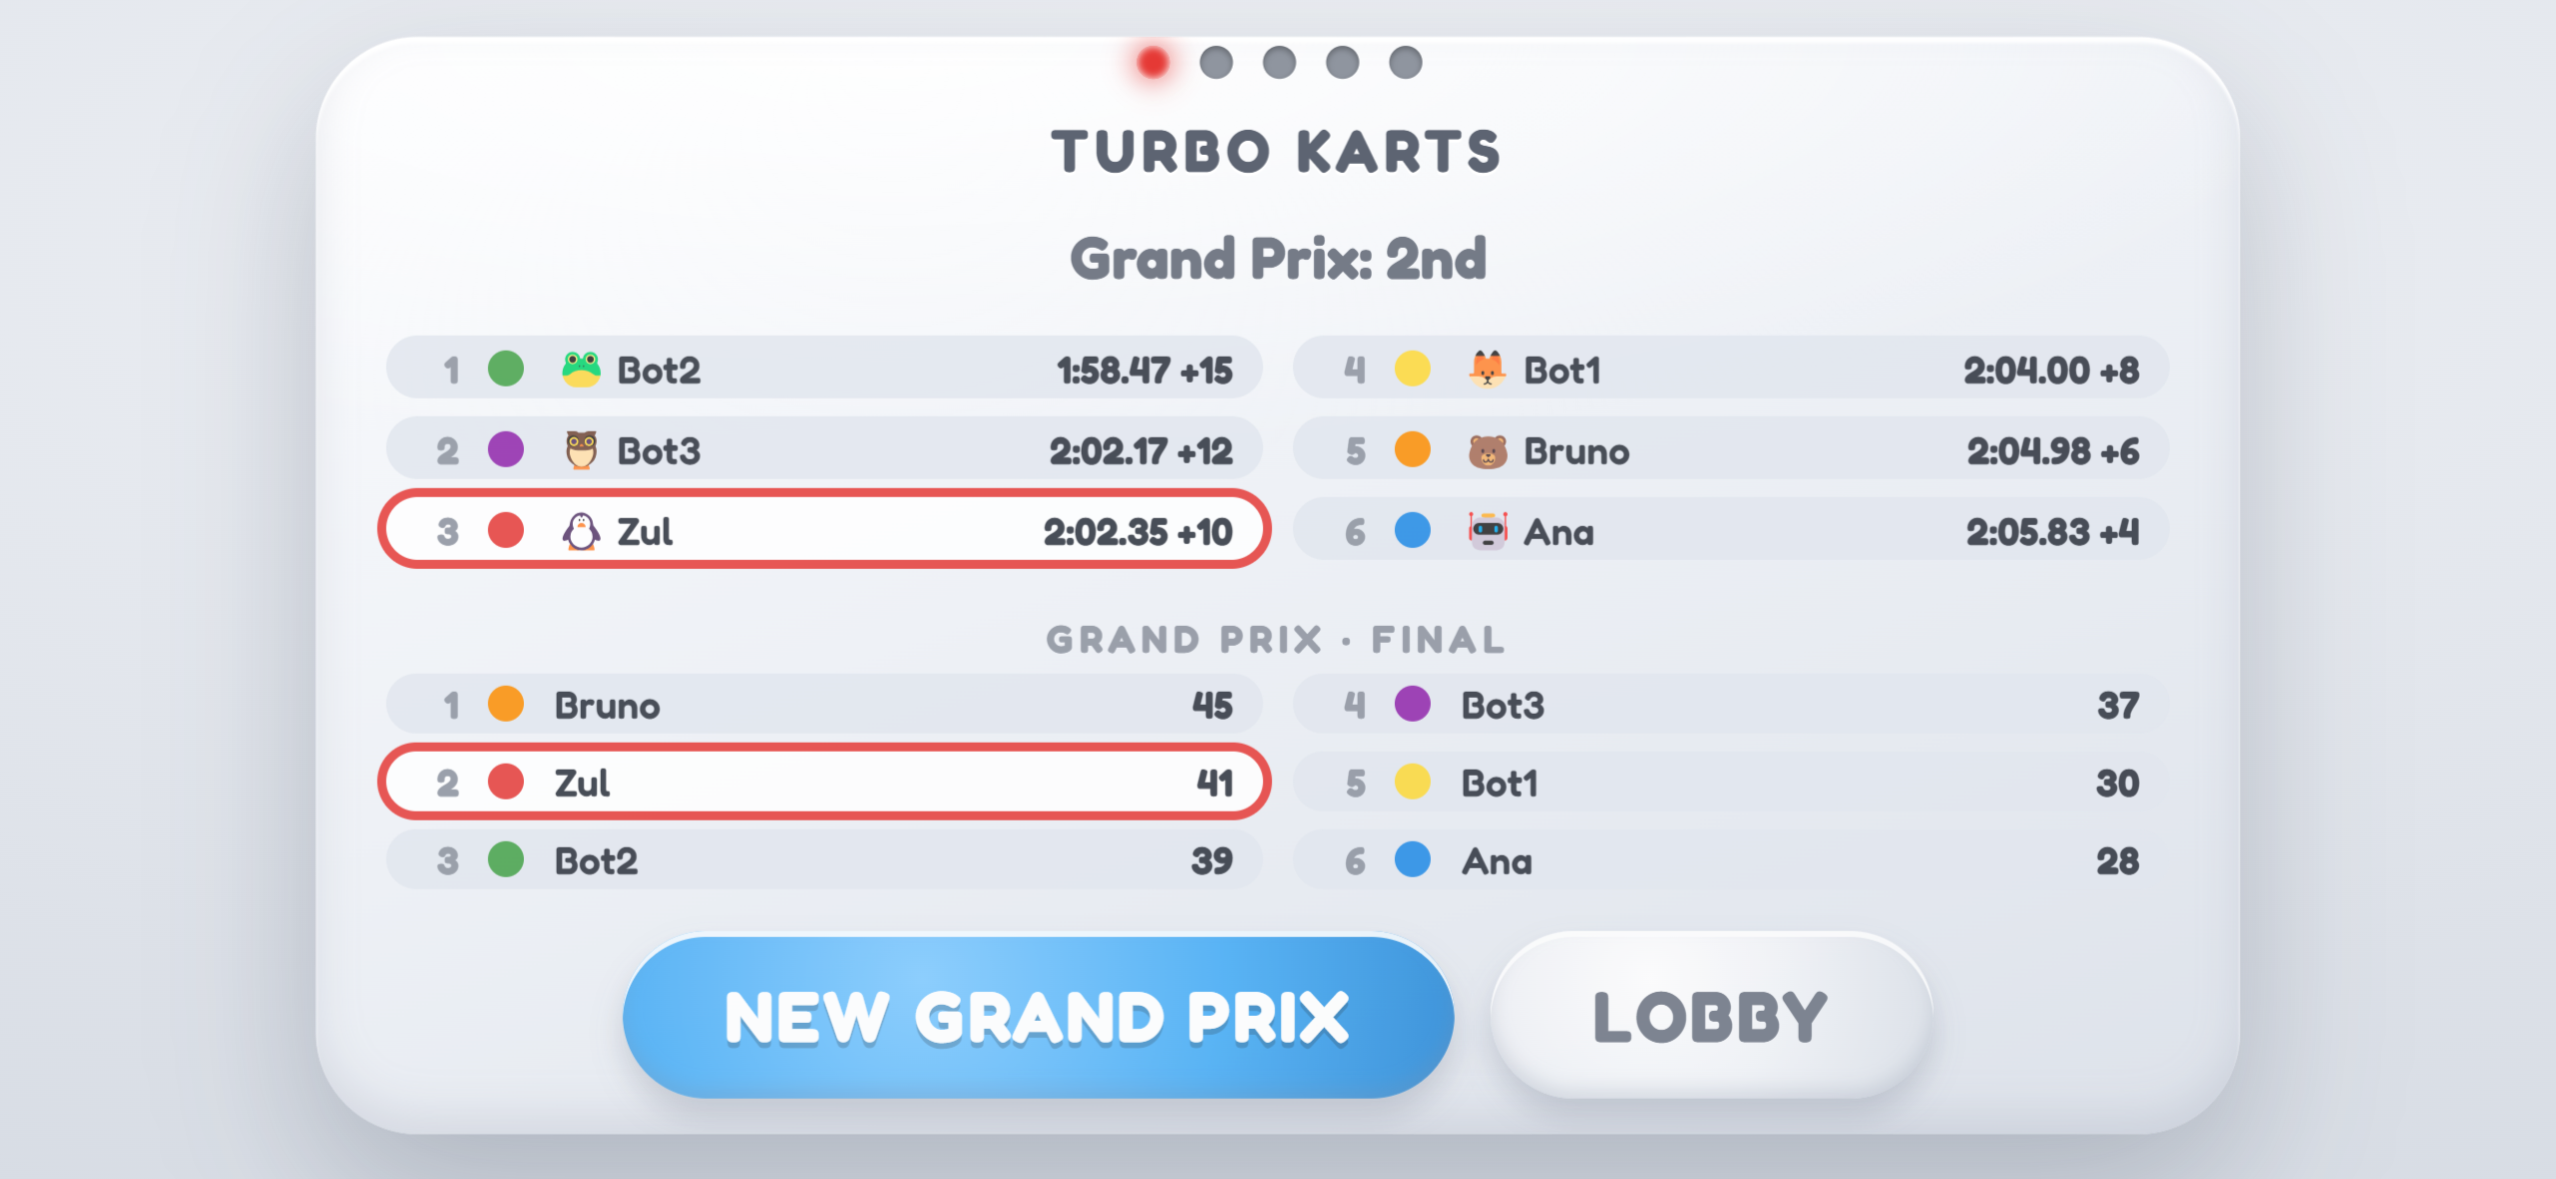 TURBO KARTS
Grand Prix: 2nd
1 Bot2 1:58.47 +15
2 Bot3 2:02.17 +12
3 Zul 2:02.35 +10
4 Bot1 2:04.00 +8
5 Bruno 2:04.98 +6
6 Ana 2:05.83 +4
GRAND PRIX · FINAL
1 Bruno 45
2 Zul 41
3 Bot2 39
4 Bot3 37
5 Bot1 30
6 Ana 28
NEW GRAND PRIX
LOBBY